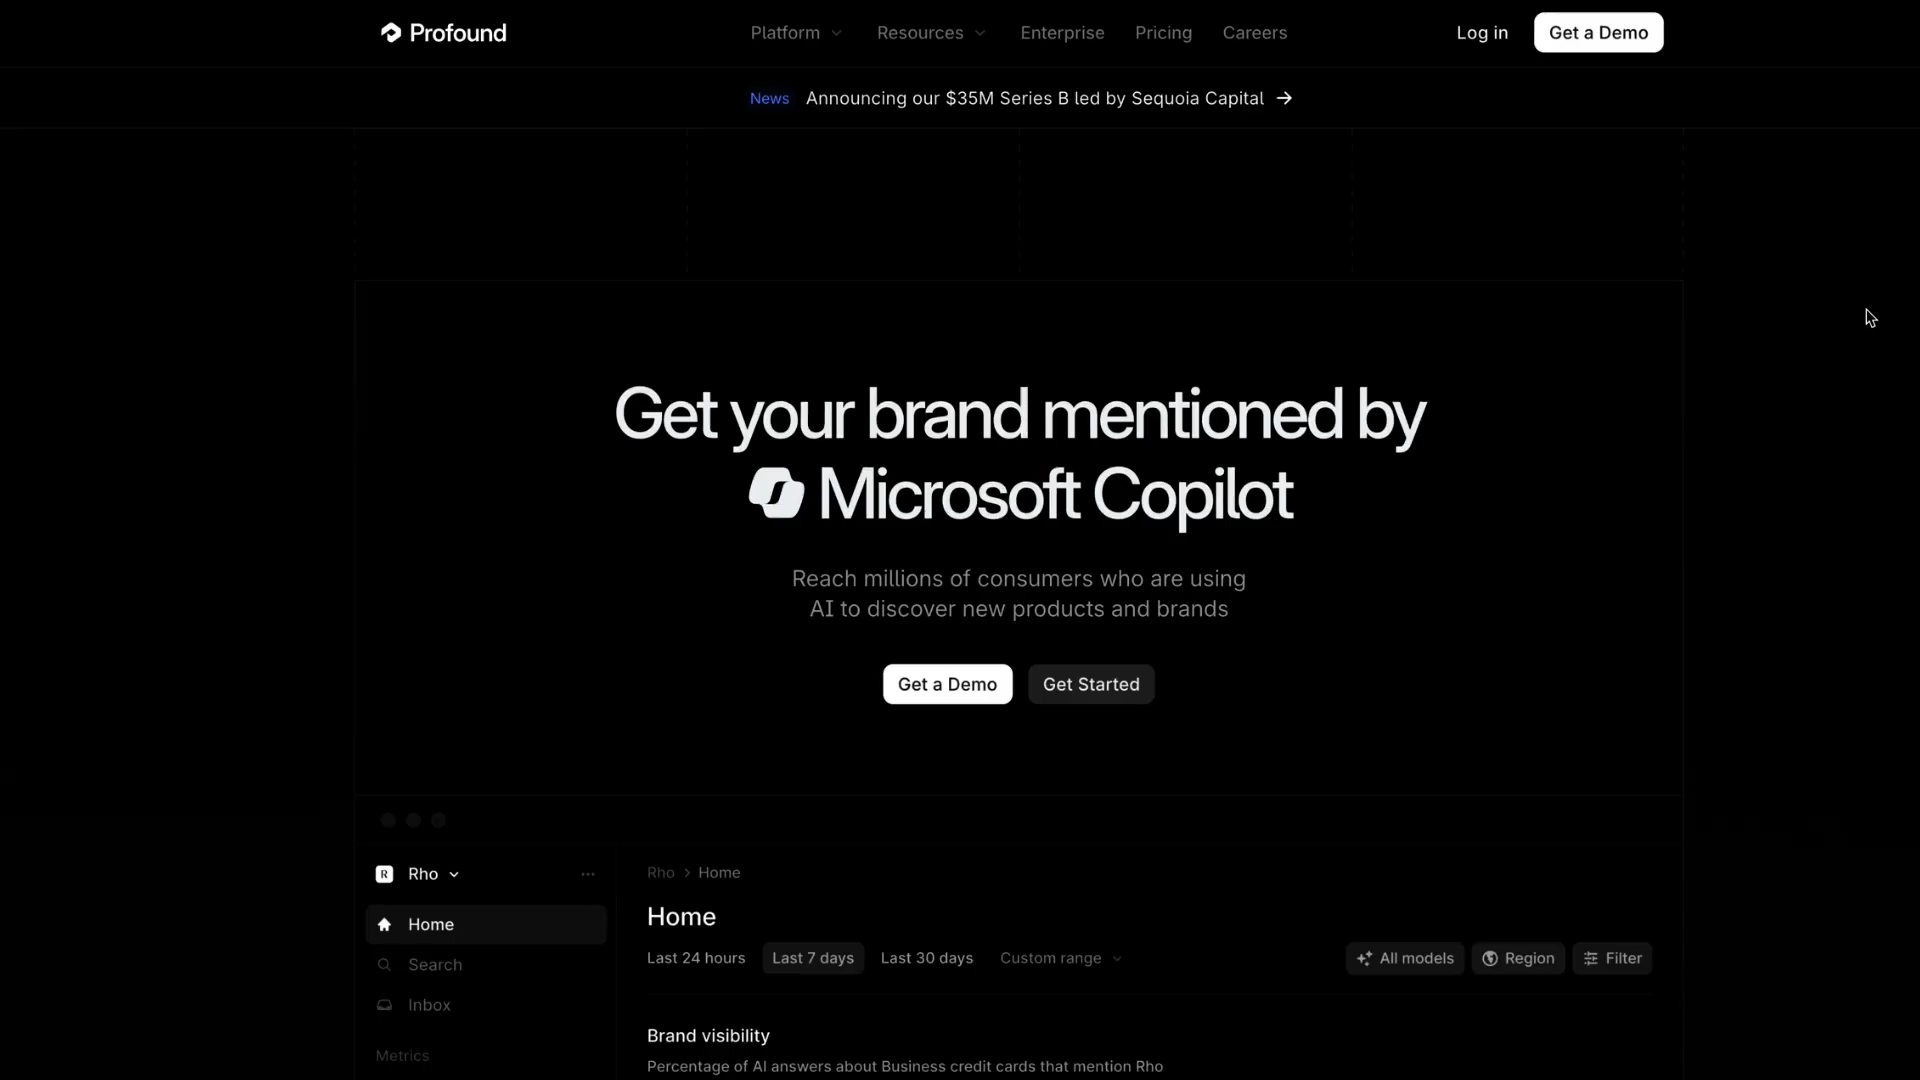 Profound
Platform
Resources
Enterprise
Pricing
Careers
Log in
Get a Demo
News Announcing our $35M Series B led by Sequoia Capital →
Get your brand mentioned by
Microsoft Copilot
Reach millions of consumers who are using
AI to discover new products and brands
Get a Demo
Get Started
R Rho
Home
Search
Inbox
Metrics
Rho > Home
Home
Last 24 hours
Last 7 days
Last 30 days
Custom range
All models
Region
Filter
Brand visibility
Percentage of AI answers about Business credit cards that mention Rho